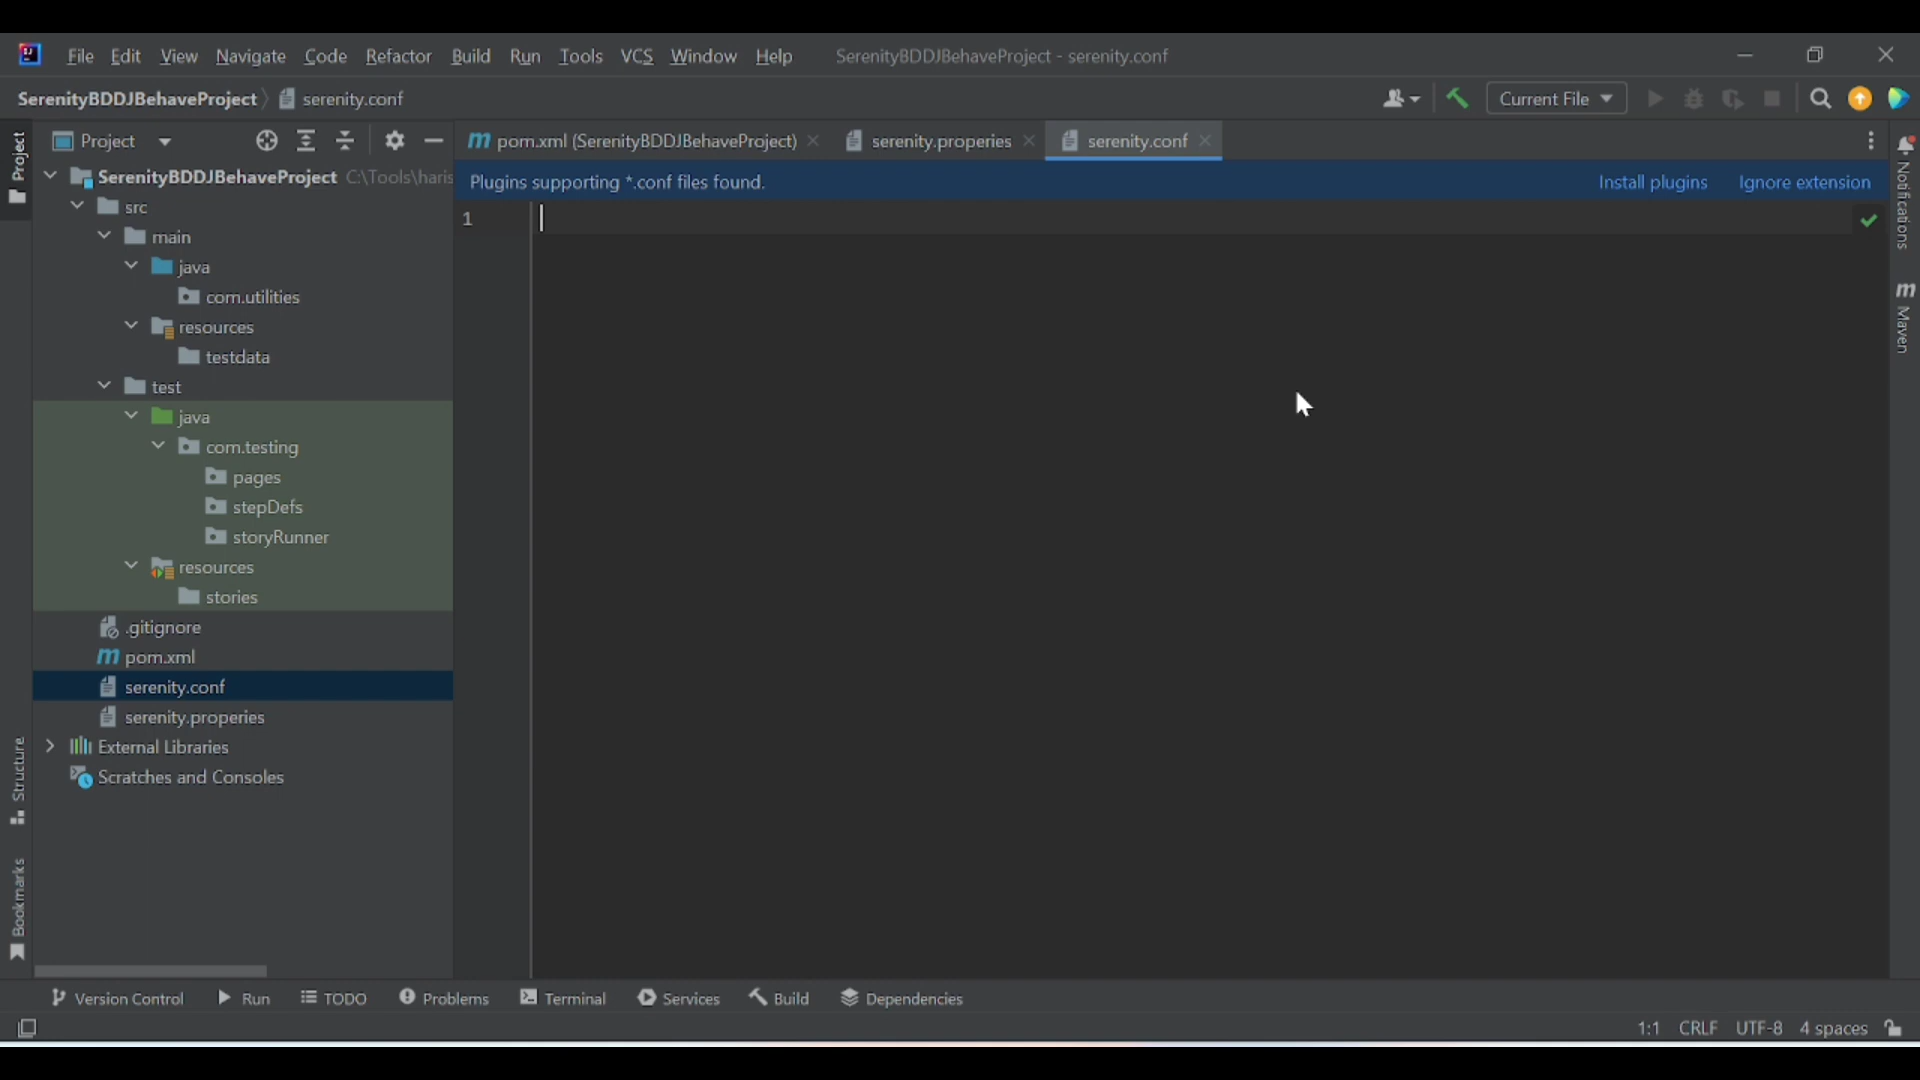 File Edit View Navigate Code Refactor Build Run Tools VCS Window Help SerenityBDDJBehaveProject - serenity.conf
SerenityBDDJBehaveProject serenity.conf Current File
Project
Project
pom.xml (SerenityBDDJBehaveProject) serenity.properies serenity.conf
SerenityBDDJBehaveProject C:\Tools\haris
src
main
java
com.utilities
resources
testdata
test
java
com.testing
pages
stepDefs
storyRunner
resources
stories
.gitignore
pom.xml
serenity.conf
serenity.properies
External Libraries
Scratches and Consoles
Plugins supporting *.conf files found. Install plugins Ignore extension
1
Notifications
Maven
Structure
Bookmarks
Version Control Run TODO Problems Terminal Services Build Dependencies
1:1 CRLF UTF-8 4 spaces